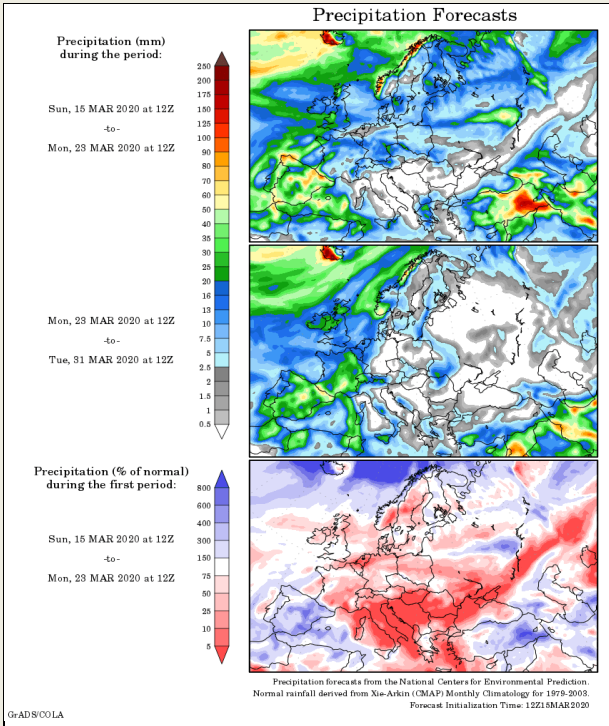 Precipitation Forecasts
Precipitation (mm)
during the period:
Sun, 15 MAR 2020 at 12Z
-to-
Mon, 23 MAR 2020 at 12Z
250
200
175
150
125
100
90
80
70
60
50
40
35
30
25
20
16
13
10
7.5
5
2.5
2
1.5
1
0.5
Mon, 23 MAR 2020 at 12Z
-to-
Tue, 31 MAR 2020 at 12Z
Precipitation (% of normal)
during the first period:
Sun, 15 MAR 2020 at 12Z
-to-
Mon, 23 MAR 2020 at 12Z
800
600
400
300
150
75
50
25
10
5
Precipitation forecasts from the National Centers for Environmental Prediction.
Normal rainfall derived from Xie-Arkin (CMAP) Monthly Climatology for 1979-2003.
Forecast Initialization Time: 12Z15MAR2020
GrADS/COLA